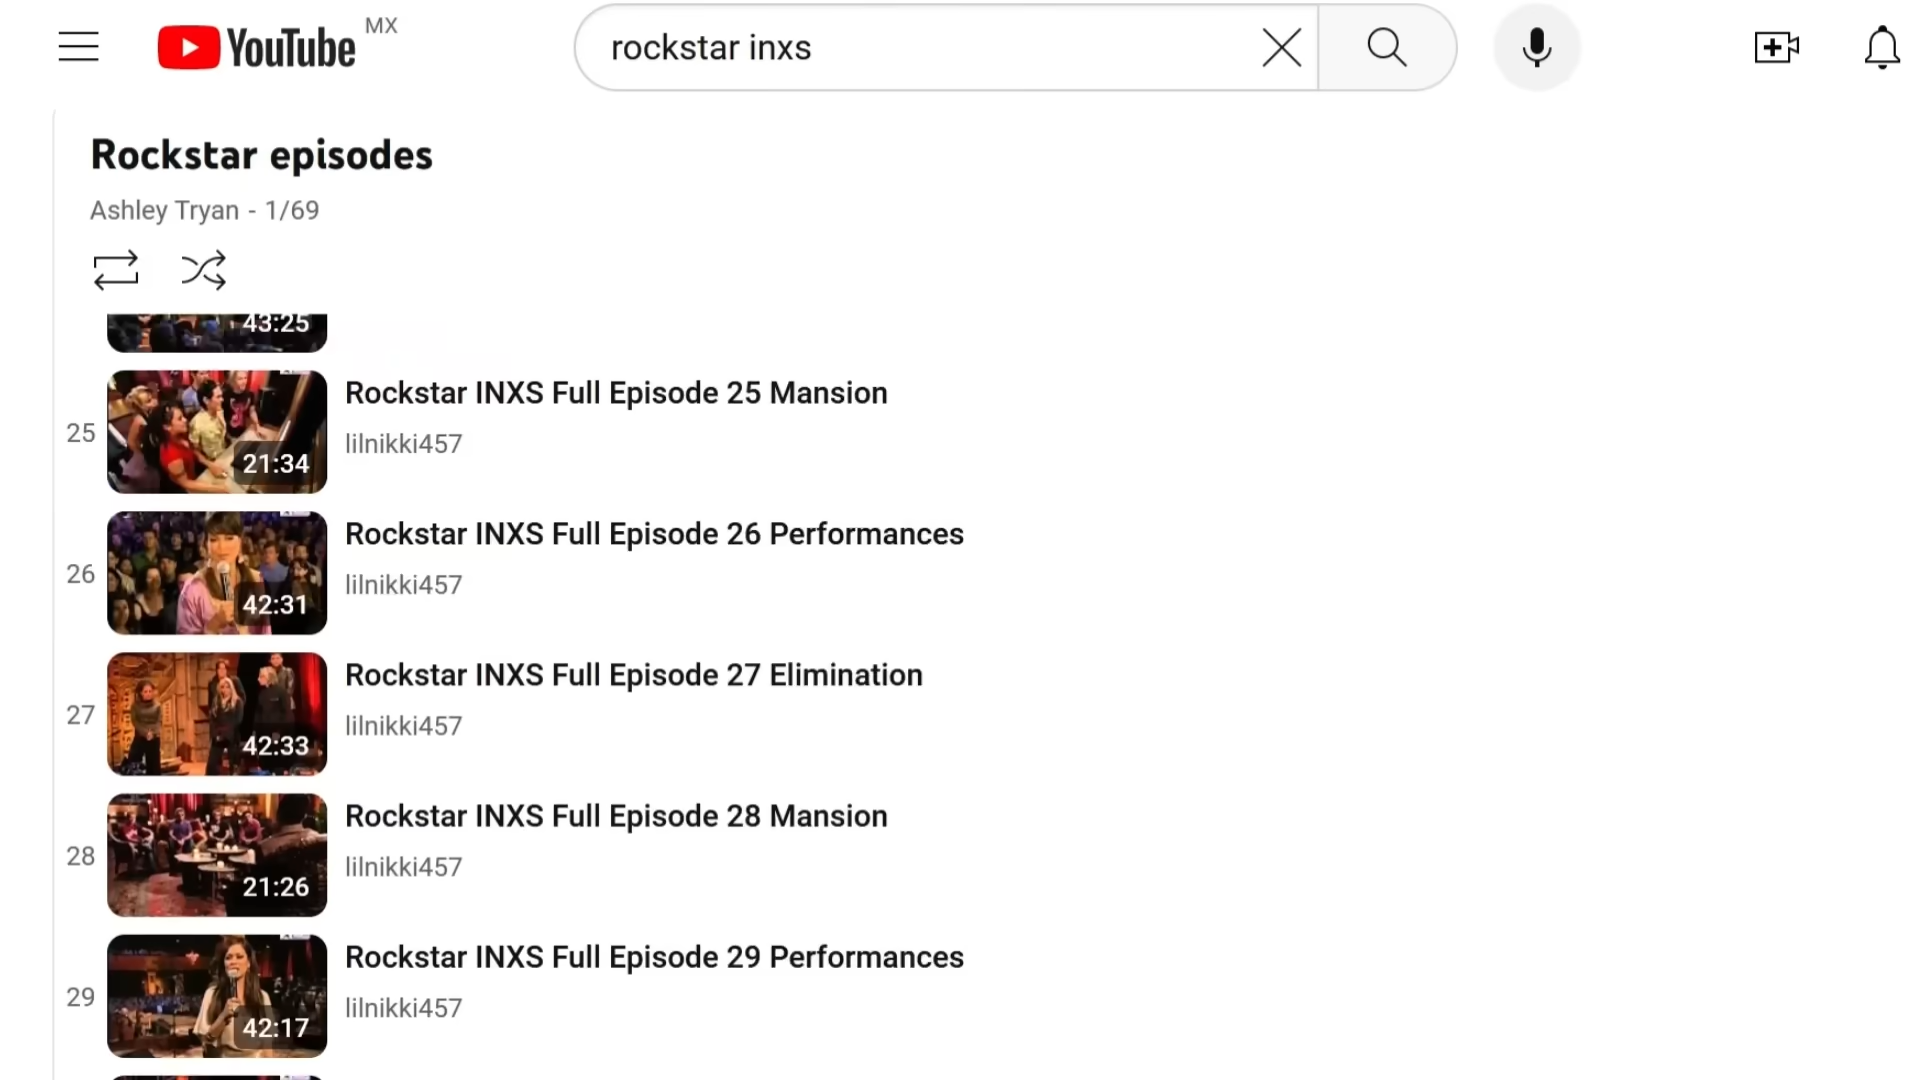 YouTube MX
rockstar inxs
Rockstar episodes
Ashley Tryan - 1/69
43:25
25
21:34
Rockstar INXS Full Episode 25 Mansion
lilnikki457
26
42:31
Rockstar INXS Full Episode 26 Performances
lilnikki457
27
42:33
Rockstar INXS Full Episode 27 Elimination
lilnikki457
28
21:26
Rockstar INXS Full Episode 28 Mansion
lilnikki457
29
42:17
Rockstar INXS Full Episode 29 Performances
lilnikki457